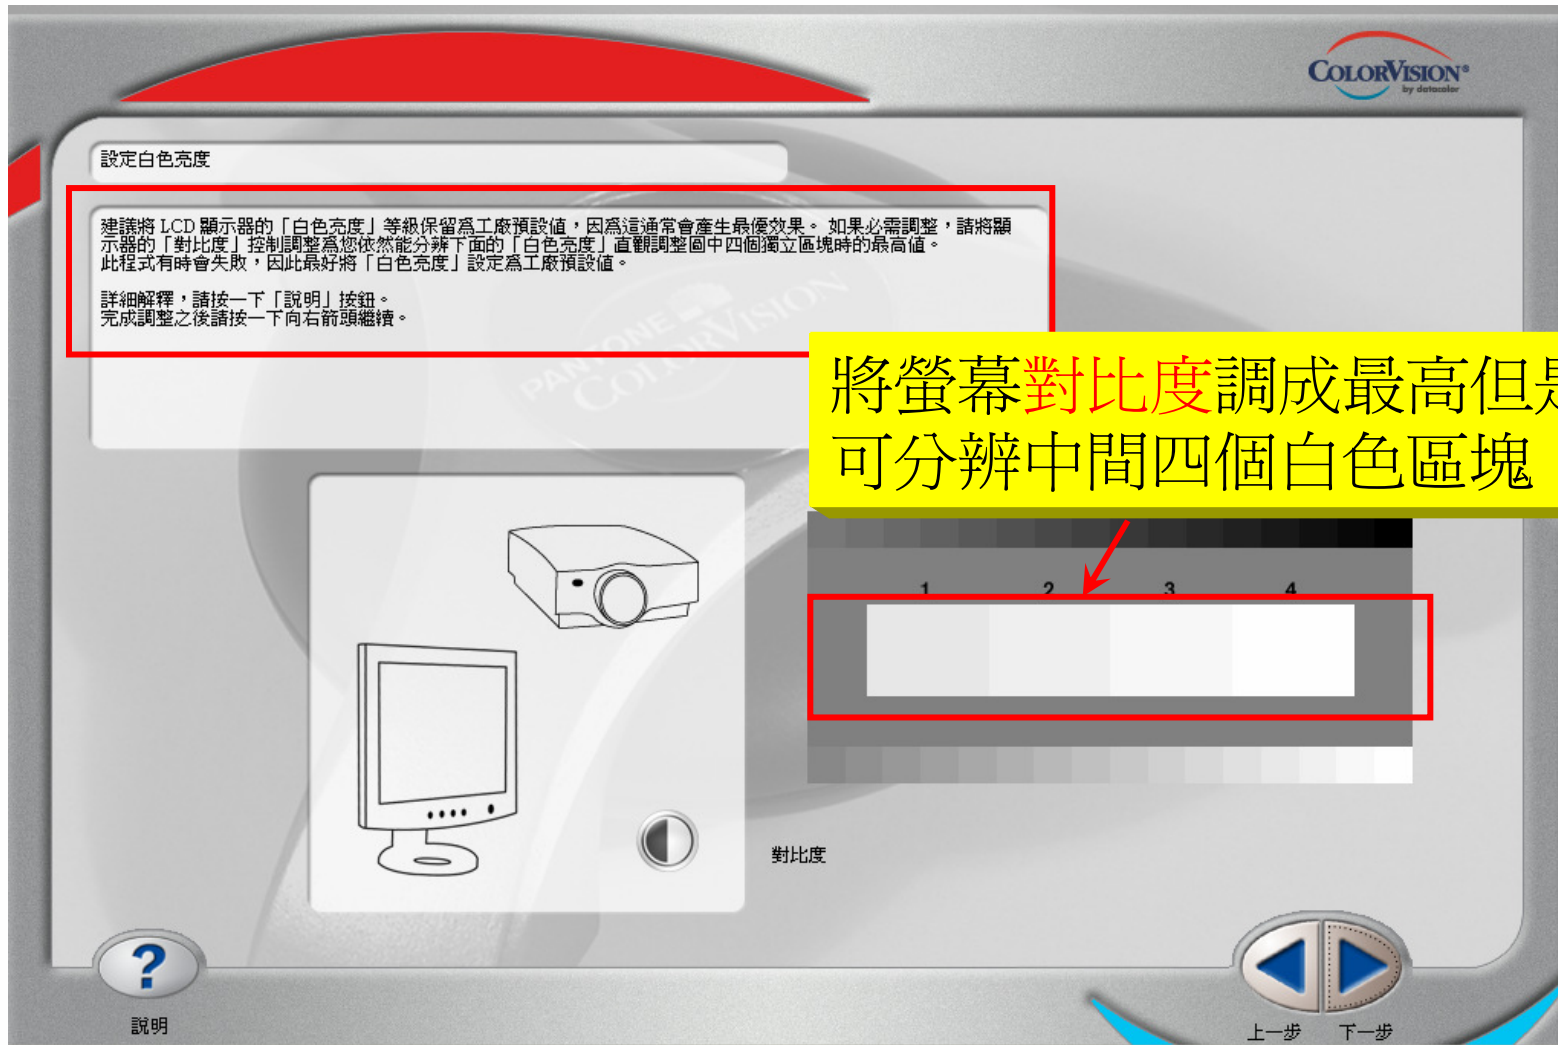 COLORVISION®
by datacolor
設定白色亮度
建議將 LCD 顯示器的「白色亮度」等級保留為工廠預設值，因為這通常會產生最優效果。 如果必需調整，請將顯
示器的「對比度」控制調整為您依然能分辨下面的「白色亮度」直觀調整圖中四個獨立區塊時的最高值。
此程式有時會失敗，因此最好將「白色亮度」設定為工廠預設值。
詳細解釋，請按一下「說明」按鈕。
完成調整之後請按一下向右箭頭繼續。
PANTONE
COLORVISION
將螢幕對比度調成最高但是
可分辨中間四個白色區塊
1 2 3 4
對比度
?
說明
上一步 下一步